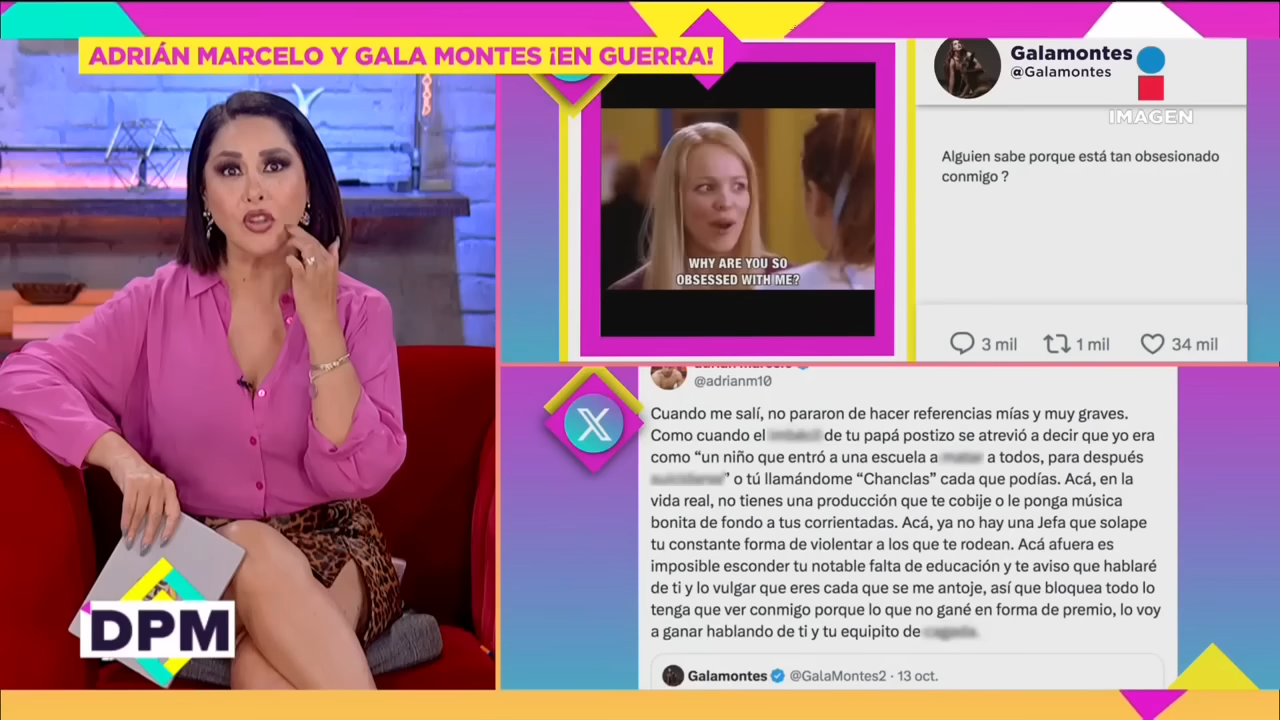 ADRIÁN MARCELO Y GALA MONTES ¡EN GUERRA!
WHY ARE YOU SO
OBSESSED WITH ME?
Galamontes
@Galamontes
IMAGEN
Alguien sabe porque está tan obsesionado
conmigo ?
3 mil 1 mil 34 mil
@adrianm10
Cuando me salí, no pararon de hacer referencias mías y muy graves.
Como cuando el de tu papá postizo se atrevió a decir que yo era
como “un niño que entró a una escuela a a todos, para después
” o tú llamándome “Chanclas” cada que podías. Acá, en la
vida real, no tienes una producción que te cobije o le ponga música
bonita de fondo a tus corrientadas. Acá, ya no hay una Jefa que solape
tu constante forma de violentar a los que te rodean. Acá afuera es
imposible esconder tu notable falta de educación y te aviso que hablaré
de ti y lo vulgar que eres cada que se me antoje, así que bloquea todo lo
tenga que ver conmigo porque lo que no gané en forma de premio, lo voy
a ganar hablando de ti y tu equipito de
Galamontes @GalaMontes2 · 13 oct.
DPM